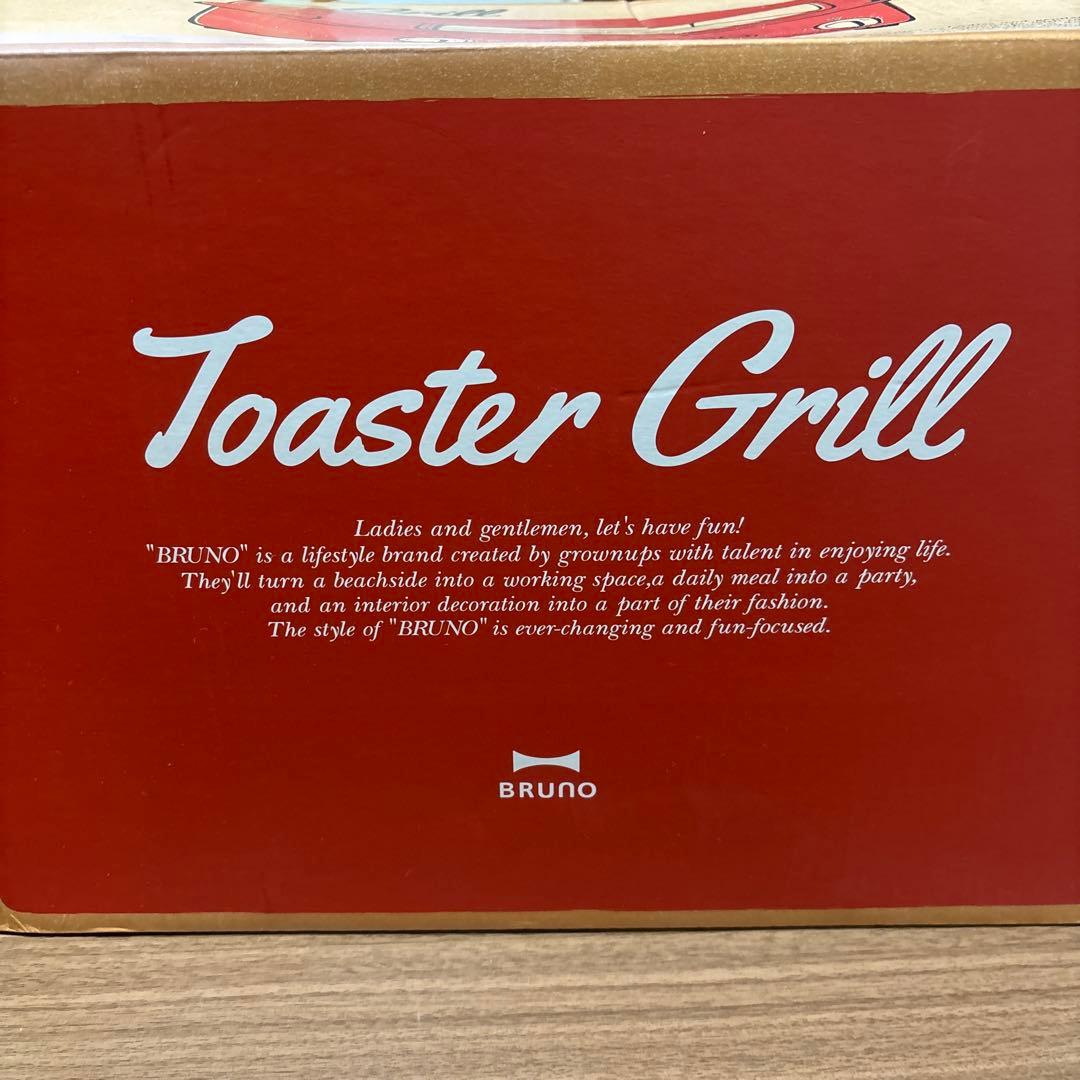 Toaster Grill
Ladies and gentlemen, let's have fun!
"BRUNO" is a lifestyle brand created by grownups with talent in enjoying life.
They'll turn a beachside into a working space,a daily meal into a party,
and an interior decoration into a part of their fashion.
The style of "BRUNO" is ever-changing and fun-focused.
BRUNO